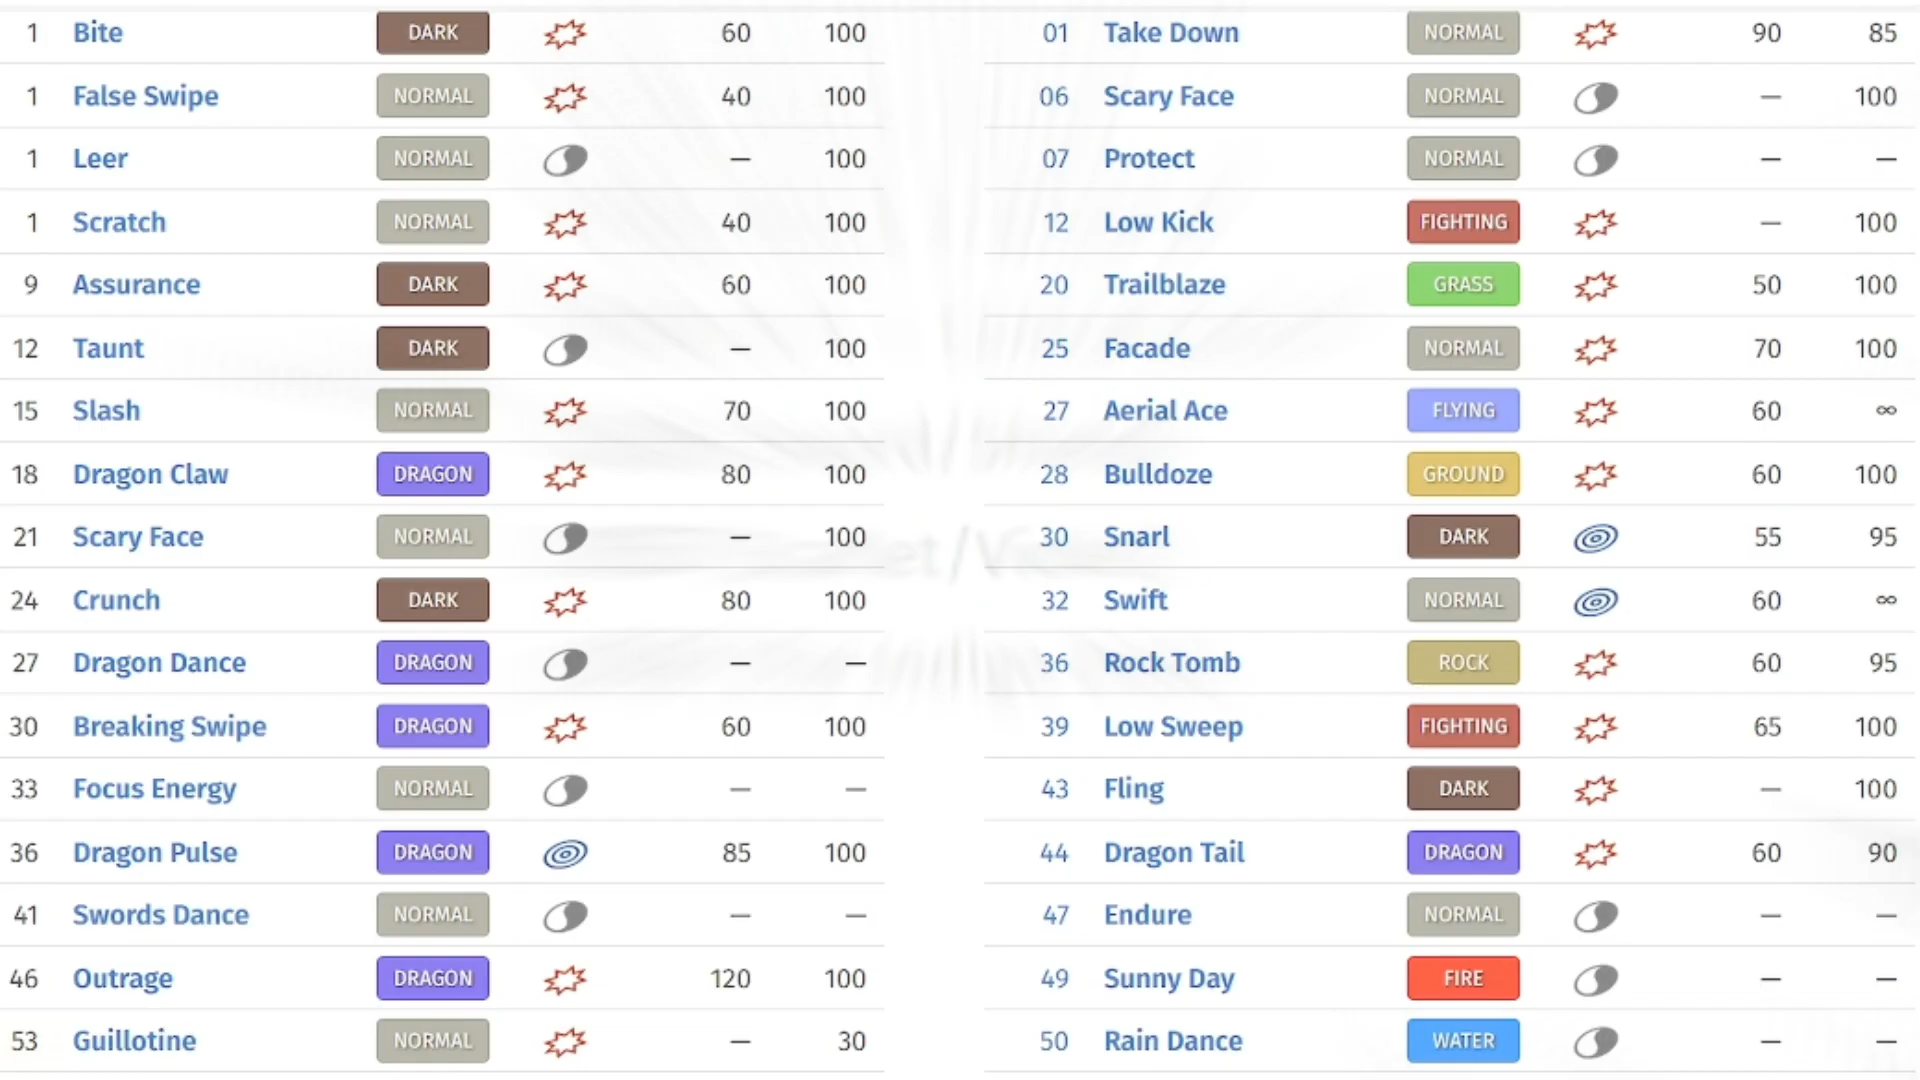 1 Bite DARK 60 100
1 False Swipe NORMAL 40 100
1 Leer NORMAL — 100
1 Scratch NORMAL 40 100
9 Assurance DARK 60 100
12 Taunt DARK — 100
15 Slash NORMAL 70 100
18 Dragon Claw DRAGON 80 100
21 Scary Face NORMAL — 100
24 Crunch DARK 80 100
27 Dragon Dance DRAGON — —
30 Breaking Swipe DRAGON 60 100
33 Focus Energy NORMAL — —
36 Dragon Pulse DRAGON 85 100
41 Swords Dance NORMAL — —
46 Outrage DRAGON 120 100
53 Guillotine NORMAL — 30
01 Take Down NORMAL 90 85
06 Scary Face NORMAL — 100
07 Protect NORMAL — —
12 Low Kick FIGHTING — 100
20 Trailblaze GRASS 50 100
25 Facade NORMAL 70 100
27 Aerial Ace FLYING 60 ∞
28 Bulldoze GROUND 60 100
30 Snarl DARK 55 95
32 Swift NORMAL 60 ∞
36 Rock Tomb ROCK 60 95
39 Low Sweep FIGHTING 65 100
43 Fling DARK — 100
44 Dragon Tail DRAGON 60 90
47 Endure NORMAL — —
49 Sunny Day FIRE — —
50 Rain Dance WATER — —